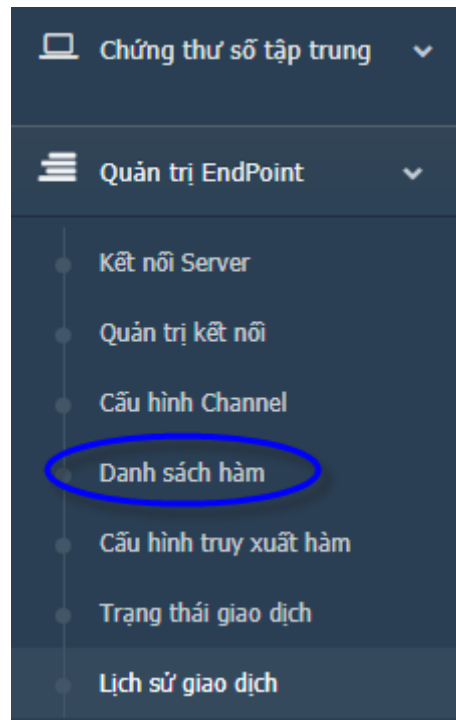 Chứng thư số tập trung
Quản trị EndPoint
Kết nối Server
Quản trị kết nối
Cấu hình Channel
Danh sách hàm
Cấu hình truy xuất hàm
Trạng thái giao dịch
Lịch sử giao dịch